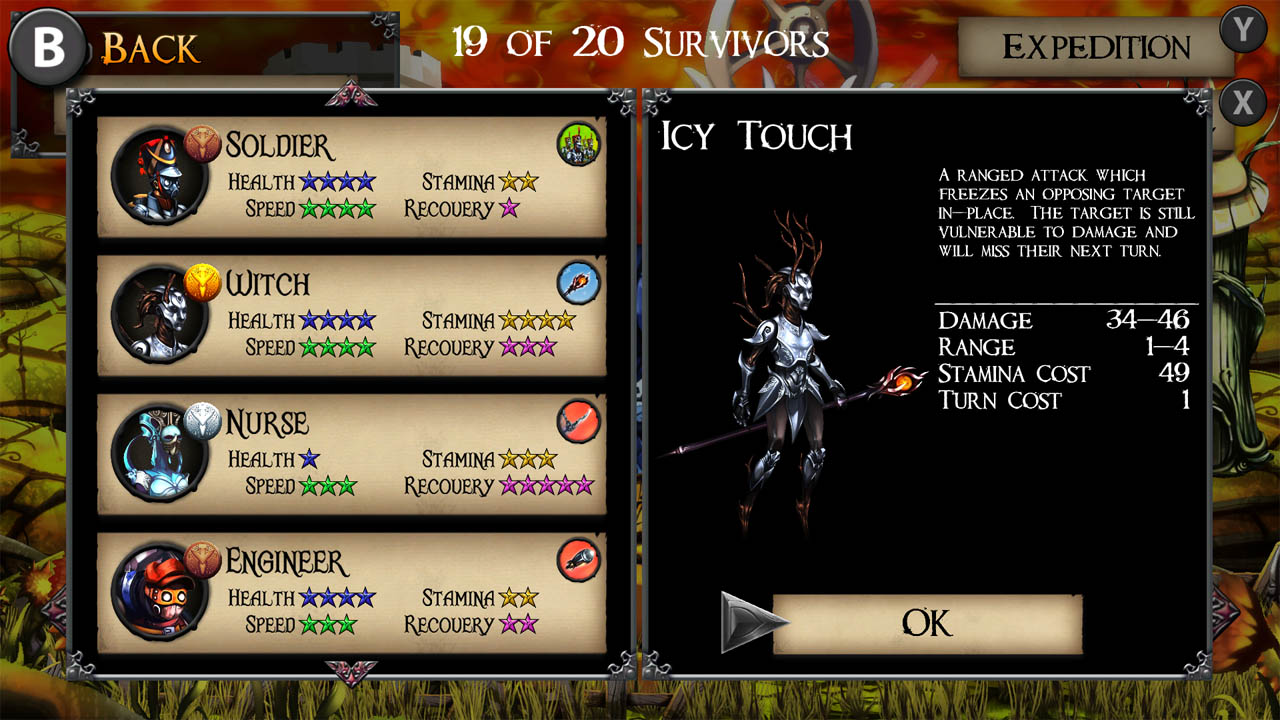 B BACK
19 OF 20 SURVIVORS
EXPEDITION Y
X
SOLDIER
HEALTH STAMINA
SPEED RECOVERY
WITCH
HEALTH STAMINA
SPEED RECOVERY
NURSE
HEALTH STAMINA
SPEED RECOVERY
ENGINEER
HEALTH STAMINA
SPEED RECOVERY
ICY TOUCH
A RANGED ATTACK WHICH
FREEZES AN OPPOSING TARGET
IN-PLACE. THE TARGET IS STILL
VULNERABLE TO DAMAGE AND
WILL MISS THEIR NEXT TURN.
DAMAGE 34-46
RANGE 1-4
STAMINA COST 49
TURN COST 1
OK